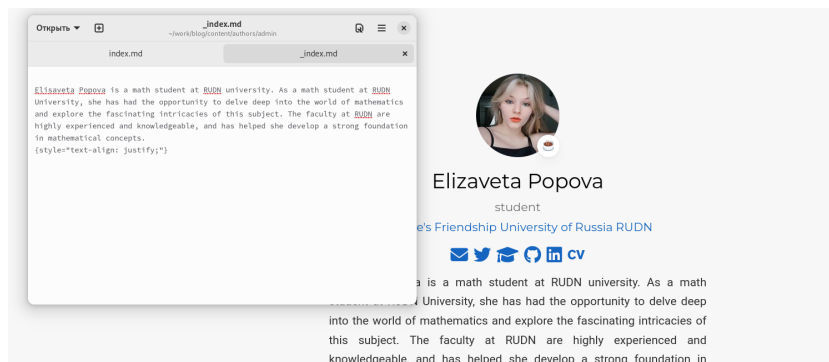 Открыть
_index.md
~/work/blog/content/authors/admin
index.md
_index.md
Elisaveta Popova is a math student at RUDN university. As a math student at RUDN
University, she has had the opportunity to delve deep into the world of mathematics
and explore the fascinating intricacies of this subject. The faculty at RUDN are
highly experienced and knowledgeable, and has helped she develop a strong foundation
in mathematical concepts.
{style="text-align: justify;"}
Elizaveta Popova
student
e's Friendship University of Russia RUDN
CV
a is a math student at RUDN university. As a math
University, she has had the opportunity to delve deep
into the world of mathematics and explore the fascinating intricacies of
this subject. The faculty at RUDN are highly experienced and
knowledgeable, and has helped she develop a strong foundation in